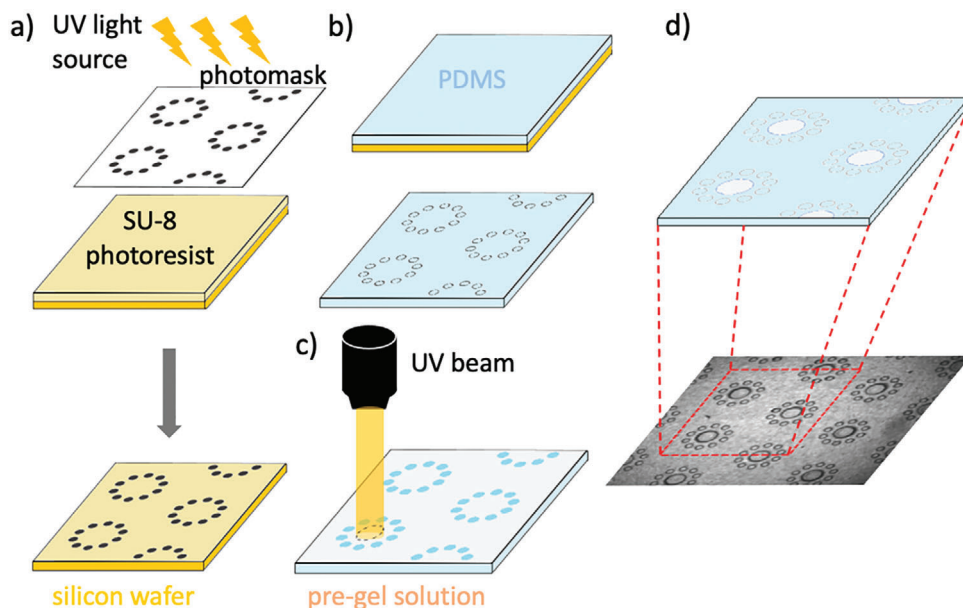 a)
UV light
source
photomask
SU-8
photoresist
silicon wafer
b)
PDMS
c)
UV beam
pre-gel solution
d)